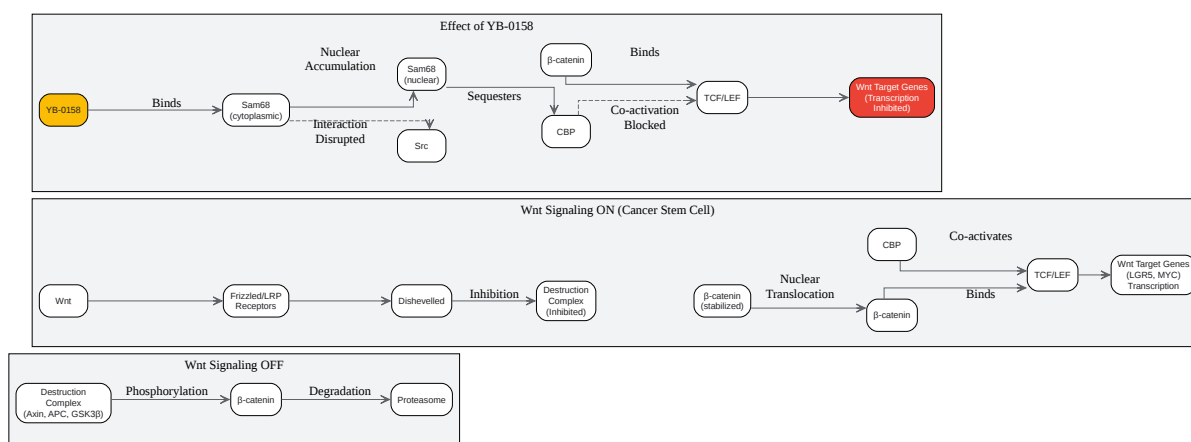 Effect of YB-0158
YB-0158
Binds
Sam68
(cytoplasmic)
Nuclear
Accumulation
Interaction
Disrupted
Sam68
(nuclear)
Src
Sequesters
β-catenin
CBP
Binds
Co-activation
Blocked
TCF/LEF
Wnt Target Genes
(Transcription
Inhibited)
Wnt Signaling ON (Cancer Stem Cell)
Wnt
Frizzled/LRP
Receptors
Dishevelled
Inhibition
Destruction
Complex
(Inhibited)
β-catenin
(stabilized)
Nuclear
Translocation
CBP
β-catenin
Co-activates
Binds
TCF/LEF
Wnt Target Genes
(LGR5, MYC)
Transcription
Wnt Signaling OFF
Destruction
Complex
(Axin, APC, GSK3β)
Phosphorylation
β-catenin
Degradation
Proteasome